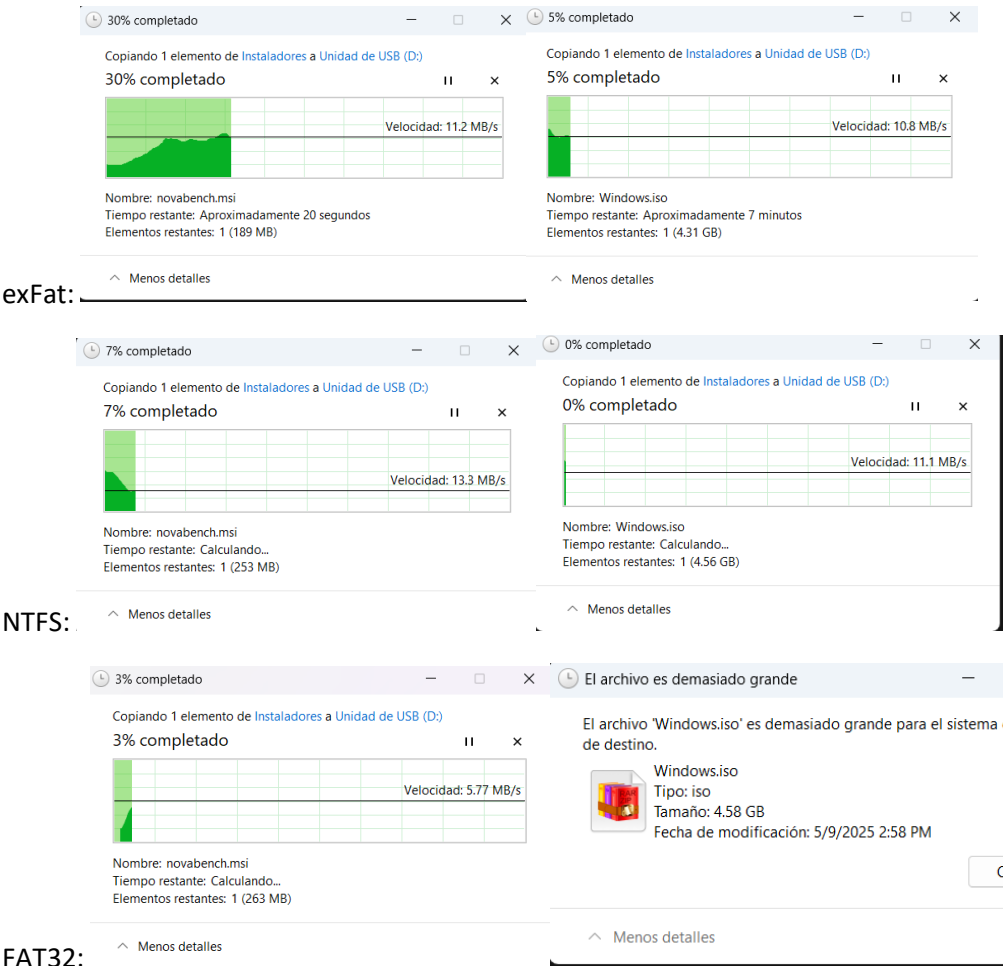 30% completado
Copiando 1 elemento de Instaladores a Unidad de USB (D:)
30% completado
Velocidad: 11.2 MB/s
Nombre: novabench.msi
Tiempo restante: Aproximadamente 20 segundos
Elementos restantes: 1 (189 MB)
Menos detalles
5% completado
Copiando 1 elemento de Instaladores a Unidad de USB (D:)
5% completado
Velocidad: 10.8 MB/s
Nombre: Windows.iso
Tiempo restante: Aproximadamente 7 minutos
Elementos restantes: 1 (4.31 GB)
Menos detalles
exFat:
7% completado
Copiando 1 elemento de Instaladores a Unidad de USB (D:)
7% completado
Velocidad: 13.3 MB/s
Nombre: novabench.msi
Tiempo restante: Calculando...
Elementos restantes: 1 (253 MB)
Menos detalles
0% completado
Copiando 1 elemento de Instaladores a Unidad de USB (D:)
0% completado
Velocidad: 11.1 MB/s
Nombre: Windows.iso
Tiempo restante: Calculando...
Elementos restantes: 1 (4.56 GB)
Menos detalles
NTFS:
3% completado
Copiando 1 elemento de Instaladores a Unidad de USB (D:)
3% completado
Velocidad: 5.77 MB/s
Nombre: novabench.msi
Tiempo restante: Calculando...
Elementos restantes: 1 (263 MB)
Menos detalles
El archivo es demasiado grande
El archivo 'Windows.iso' es demasiado grande para el sistema
de destino.
Windows.iso
Tipo: iso
Tamaño: 4.58 GB
Fecha de modificación: 5/9/2025 2:58 PM
Menos detalles
FAT32: